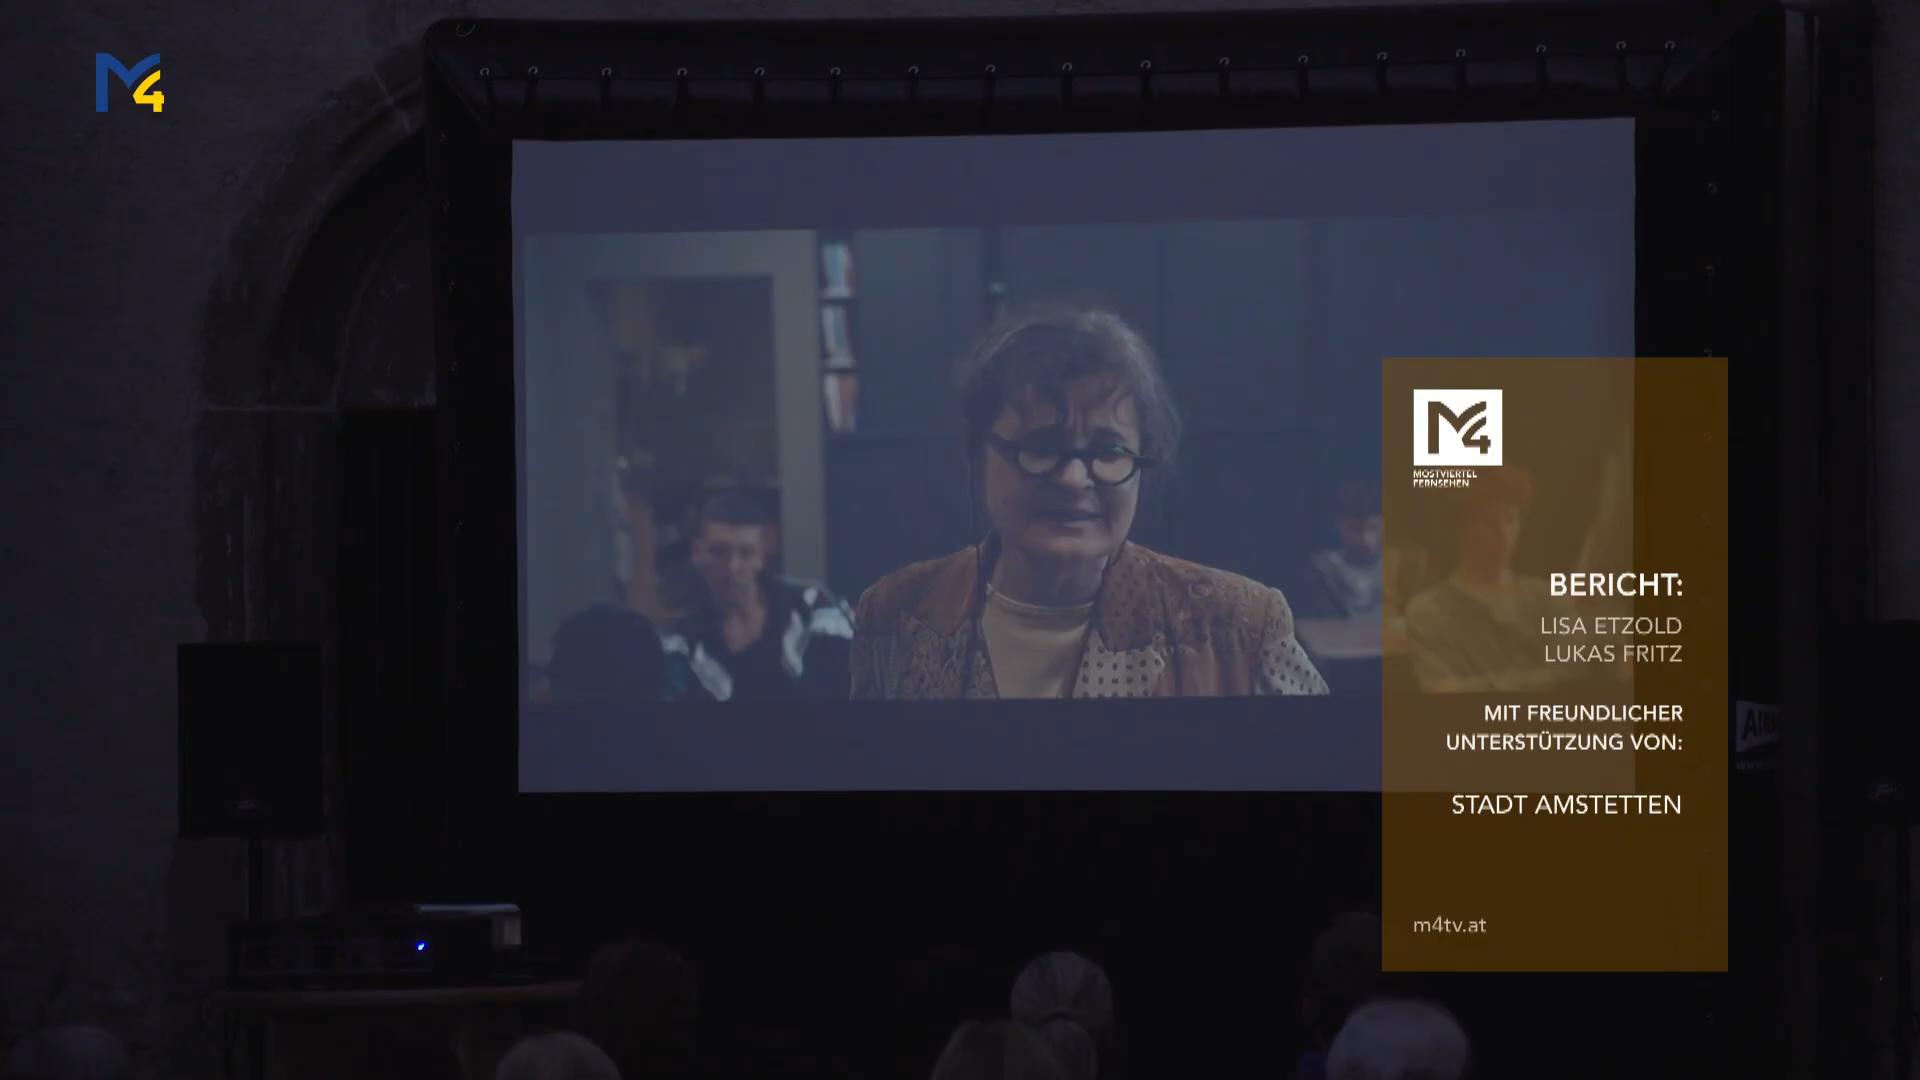 M4
M4
MOSTVIERTEL
FERNSEHEN
BERICHT:
LISA ETZOLD
LUKAS FRITZ
MIT FREUNDLICHER
UNTERSTÜTZUNG VON:
STADT AMSTETTEN
m4tv.at